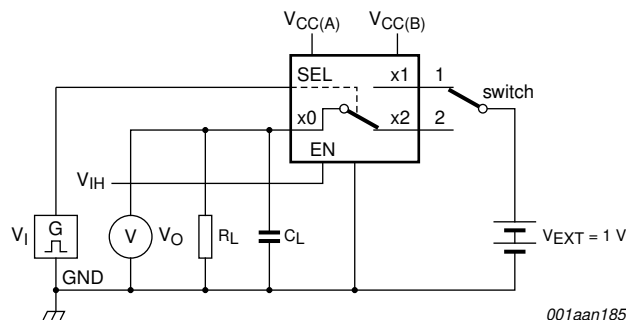 VCC(A) VCC(B)
SEL x1 1
switch
x0 x2 2
EN
VIH
VI G V VO RL CL VEXT = 1 V
GND
001aan185